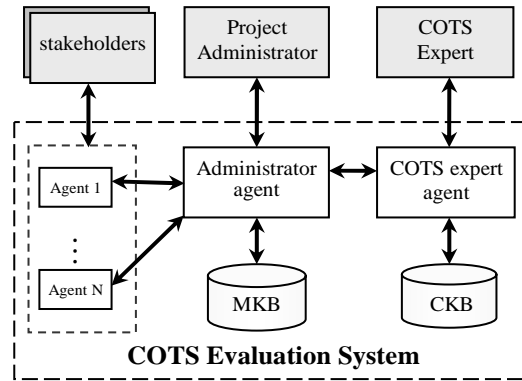 stakeholders
Project
Administrator
COTS
Expert
Agent 1
⋮
Agent N
Administrator
agent
COTS expert
agent
MKB
CKB
COTS Evaluation System